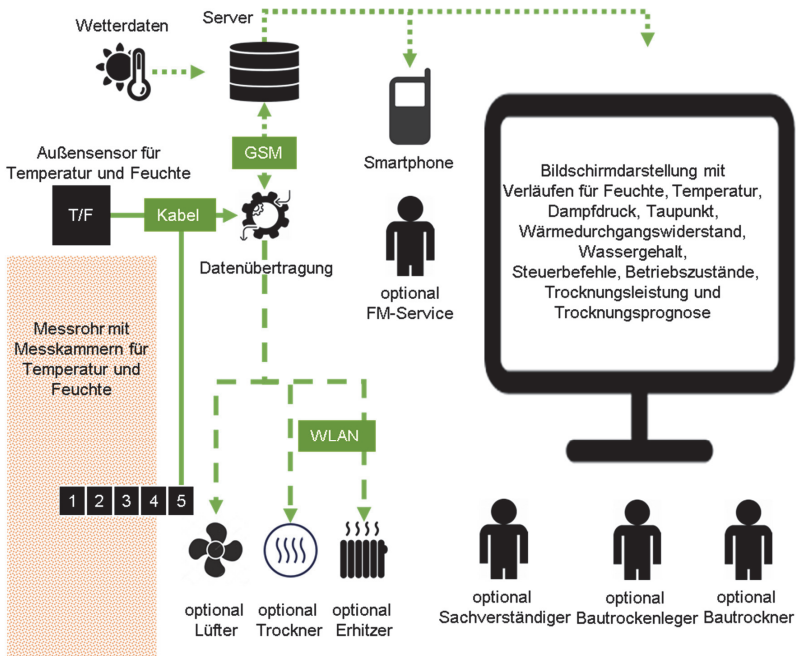 Server
Wetterdaten
GSM
Außensensor für
Temperatur und Feuchte
T/F
Kabel
Datenübertragung
Smartphone
optional
FM-Service
Bildschirmdarstellung mit
Verläufen für Feuchte, Temperatur,
Dampfdruck, Taupunkt,
Wärmedurchgangswiderstand,
Wassergehalt,
Steuerbefehle, Betriebszustände,
Trocknungsleistung und
Trocknungsprognose
Messrohr mit
Messkammern für
Temperatur und
Feuchte
WLAN
1 2 3 4 5
optional
Lüfter
optional
Trockner
optional
Erhitzer
optional
Sachverständiger
optional
Bautrockenleger
optional
Bautrockner